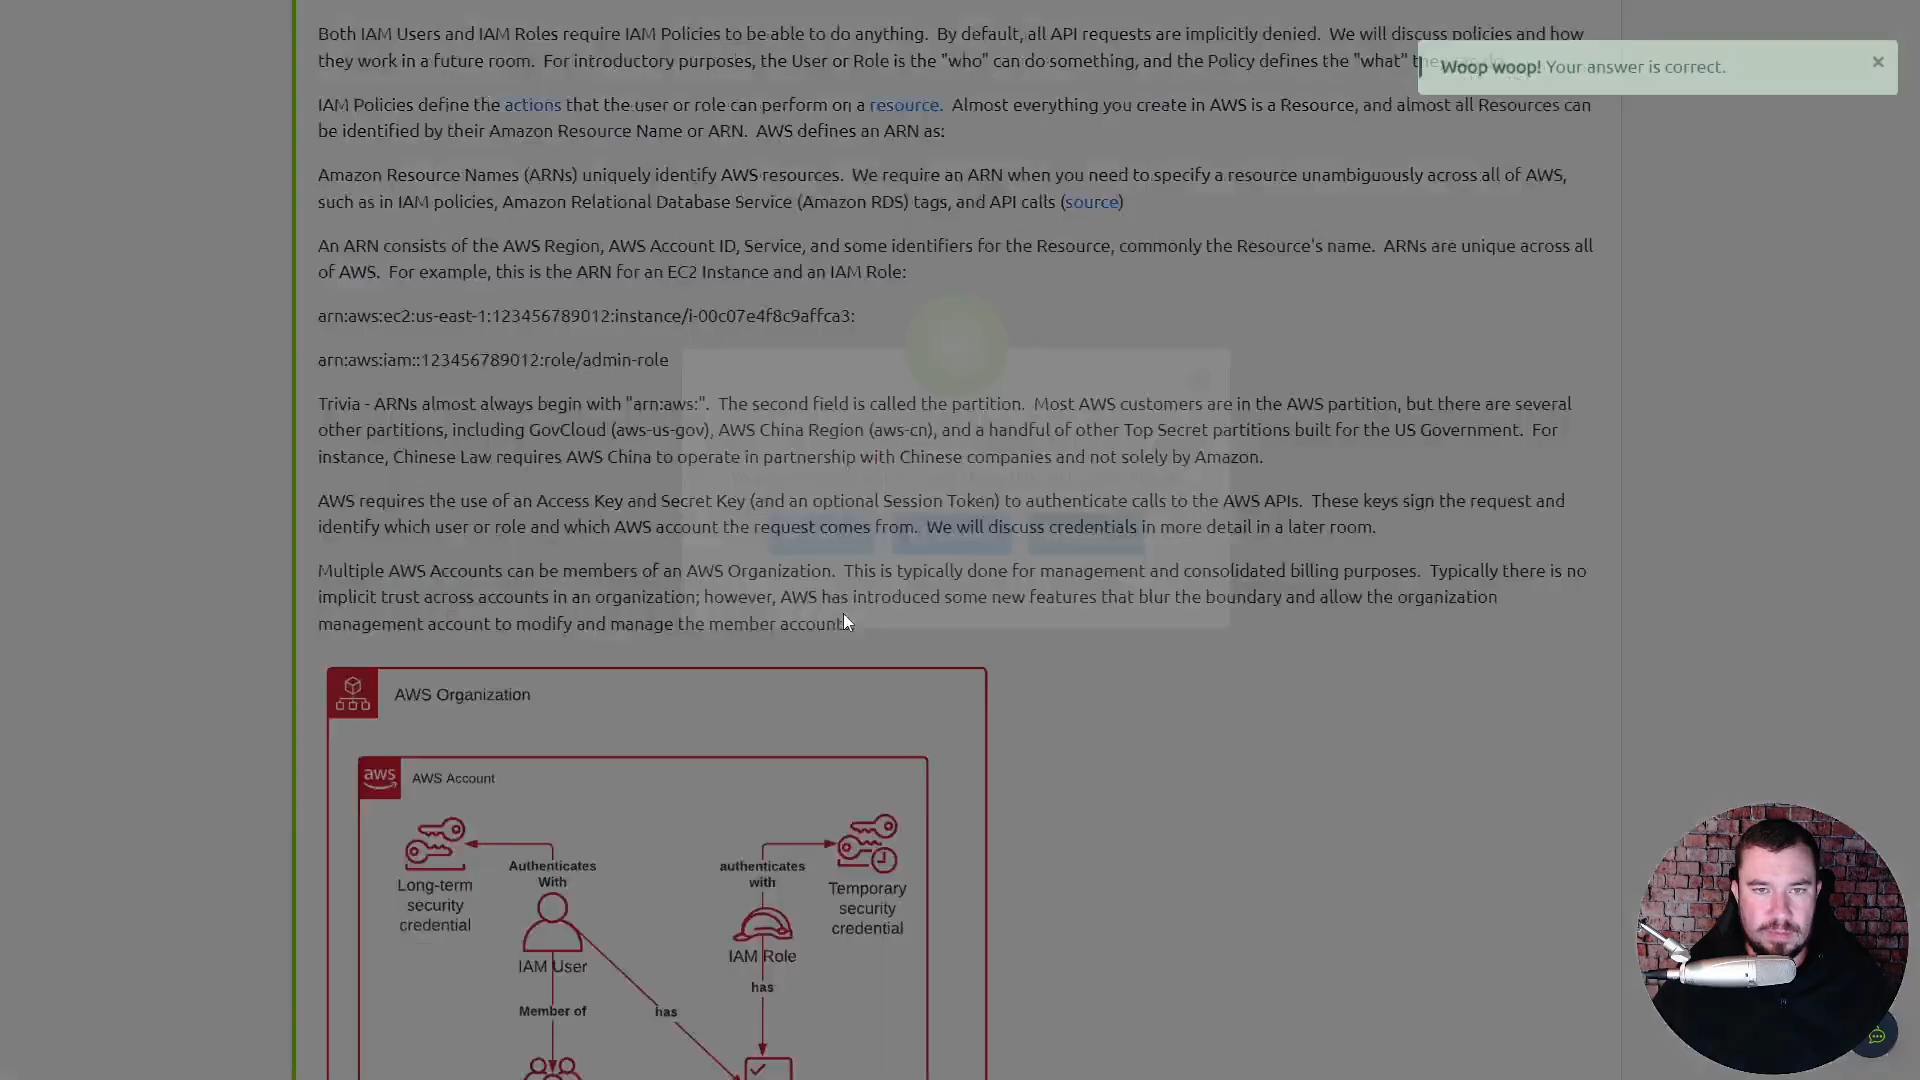 Both IAM Users and IAM Roles require IAM Policies to be able to do anything.  By default, all API requests are implicitly denied.  We will discuss policies and how
they work in a future room.  For introductory purposes, the User or Role is the "who" can do something, and the Policy defines the "what"
Woop woop! Your answer is correct.
×
IAM Policies define the actions that the user or role can perform on a resource.  Almost everything you create in AWS is a Resource, and almost all Resources can
be identified by their Amazon Resource Name or ARN.  AWS defines an ARN as:
Amazon Resource Names (ARNs) uniquely identify AWS resources.  We require an ARN when you need to specify a resource unambiguously across all of AWS,
such as in IAM policies, Amazon Relational Database Service (Amazon RDS) tags, and API calls (source)
An ARN consists of the AWS Region, AWS Account ID, Service, and some identifiers for the Resource, commonly the Resource's name.  ARNs are unique across all
of AWS.  For example, this is the ARN for an EC2 Instance and an IAM Role:
arn:aws:ec2:us-east-1:123456789012:instance/i-00c07e4f8c9affca3:
arn:aws:iam::123456789012:role/admin-role
Trivia - ARNs almost always begin with "arn:aws:".  The second field is called the partition.  Most AWS customers are in the AWS partition, but there are several
other partitions, including GovCloud (aws-us-gov), AWS China Region (aws-cn), and a handful of other Top Secret partitions built for the US Government.  For
instance, Chinese Law requires AWS China to operate in partnership with Chinese companies and not solely by Amazon.
AWS requires the use of an Access Key and Secret Key (and an optional Session Token) to authenticate calls to the AWS APIs.  These keys sign the request and
identify which user or role and which AWS account the request comes from.  We will discuss credentials in more detail in a later room.
Multiple AWS Accounts can be members of an AWS Organization.  This is typically done for management and consolidated billing purposes.  Typically there is no
implicit trust across accounts in an organization; however, AWS has introduced some new features that blur the boundary and allow the organization
management account to modify and manage the member account
AWS Organization
aws
AWS Account
Authenticates
With
authenticates
with
Long-term
security
credential
Temporary
security
credential
IAM User
IAM Role
has
Member of
has